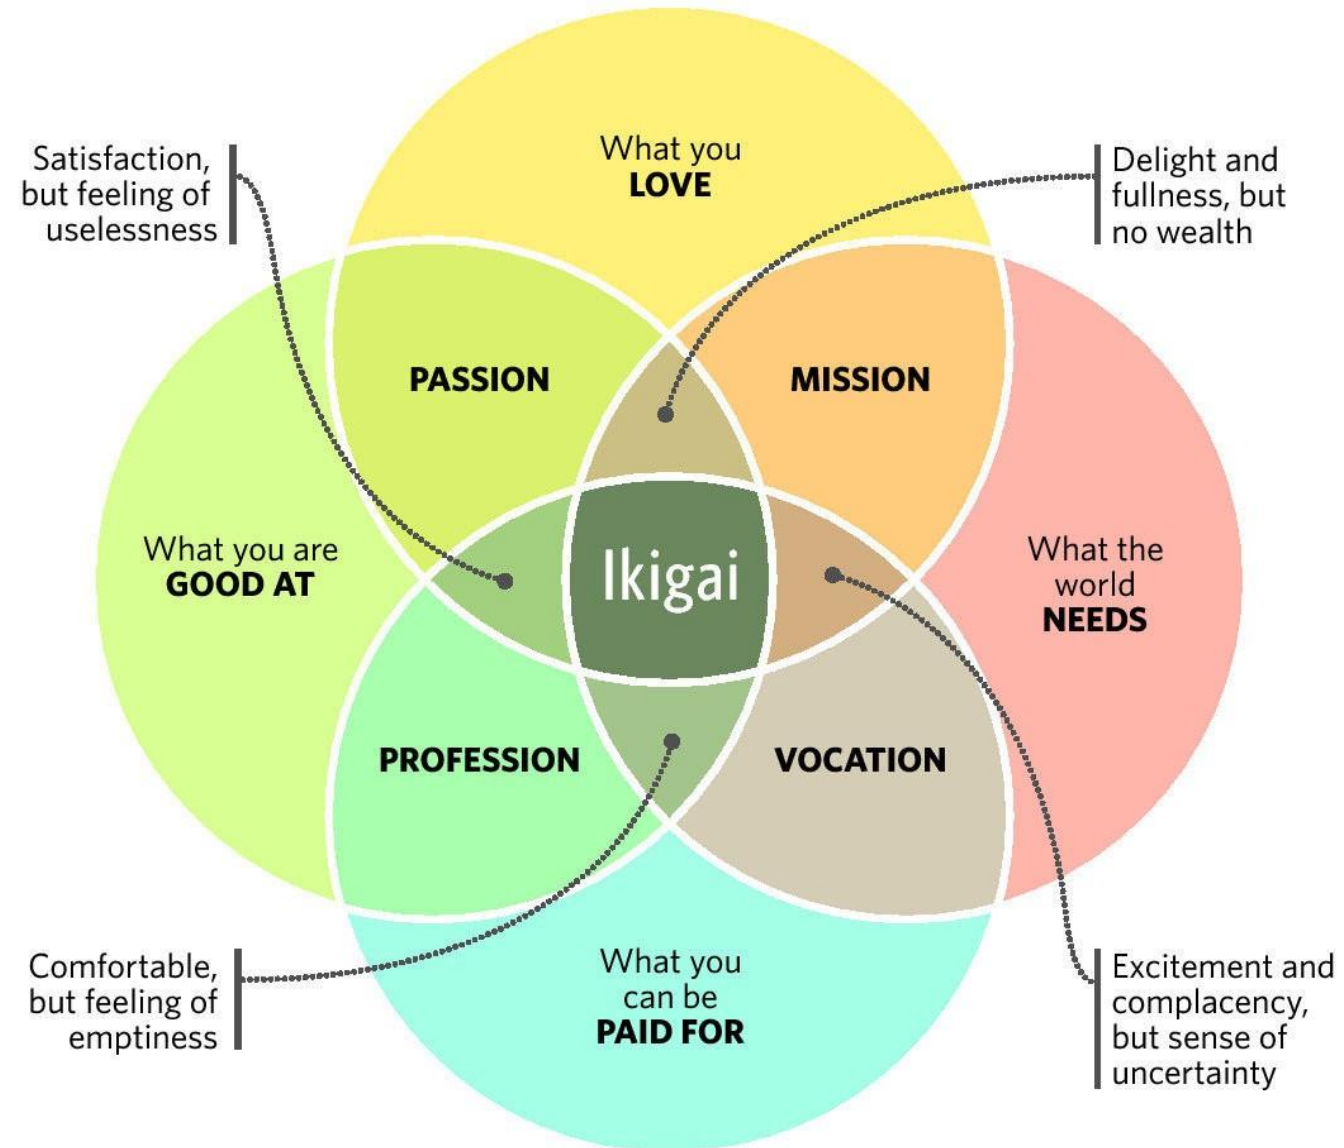 What you
LOVE
Satisfaction,
but feeling of
uselessness
Delight and
fullness, but
no wealth
PASSION
MISSION
What you are
GOOD AT
Ikigai
What the
world
NEEDS
PROFESSION
VOCATION
Comfortable,
but feeling of
emptiness
What you
can be
PAID FOR
Excitement and
complacency,
but sense of
uncertainty